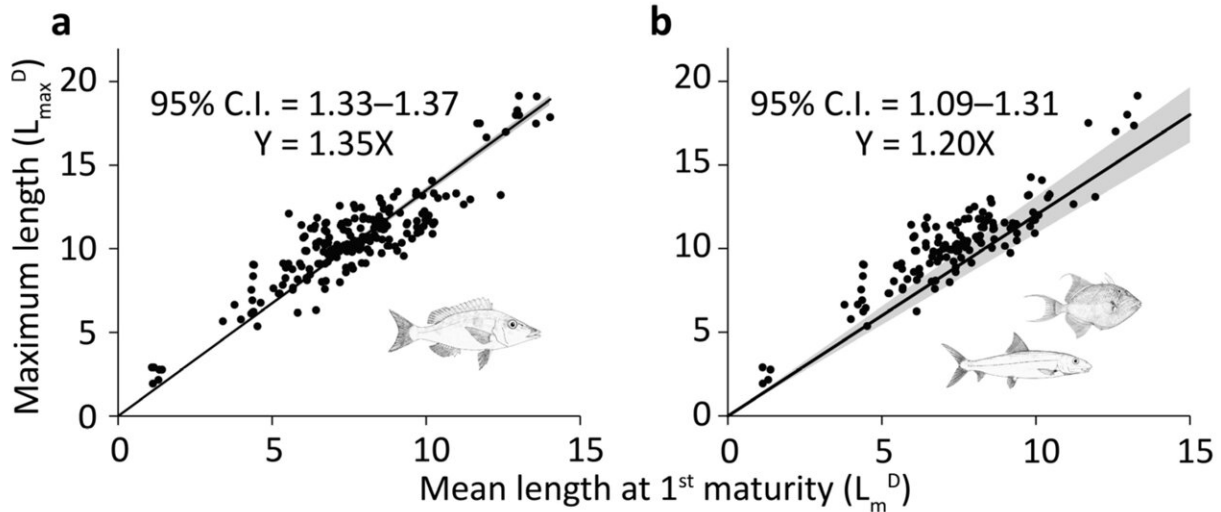 a
b
Maximum length (Lmax^D)
20
15
10
5
0
95% C.I. = 1.33–1.37
Y = 1.35X
0
5
10
15
20
15
10
5
0
95% C.I. = 1.09–1.31
Y = 1.20X
0
5
10
15
Mean length at 1st maturity (Lm^D)